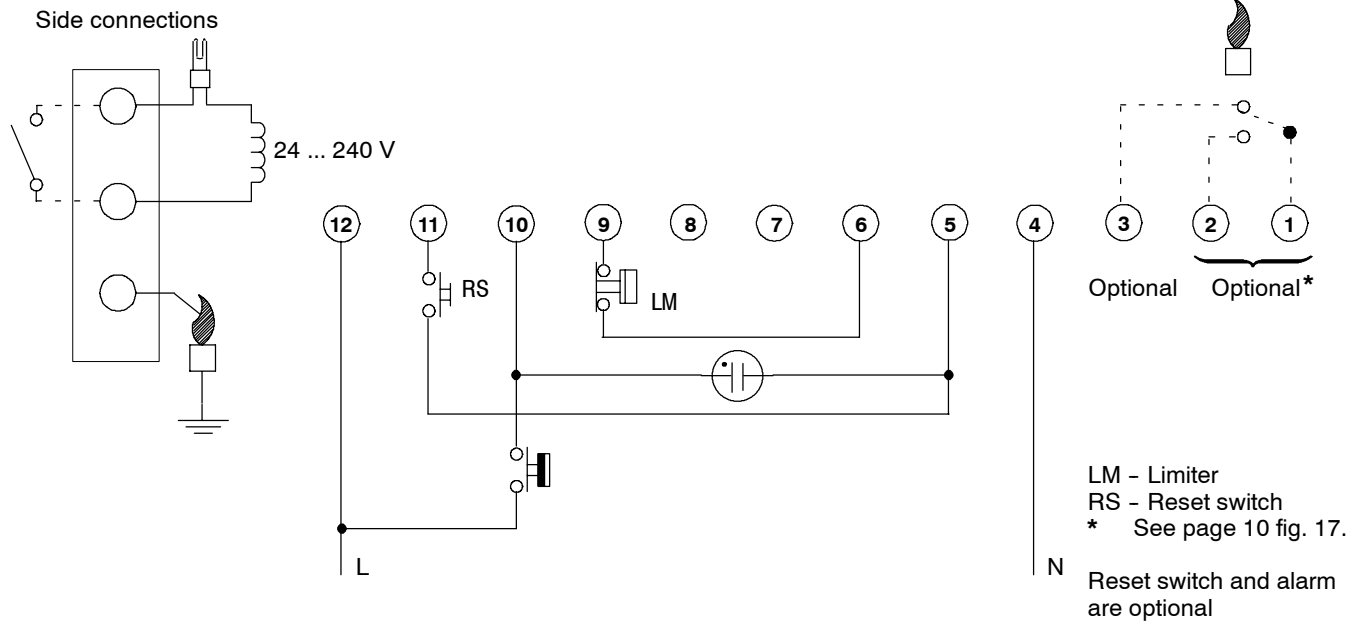 Side connections
24 ... 240 V
12 11 10 9 8 7 6 5 4 3 2 1
RS
LM
Optional Optional*
L
N
LM – Limiter
RS – Reset switch
* See page 10 fig. 17.
Reset switch and alarm
are optional